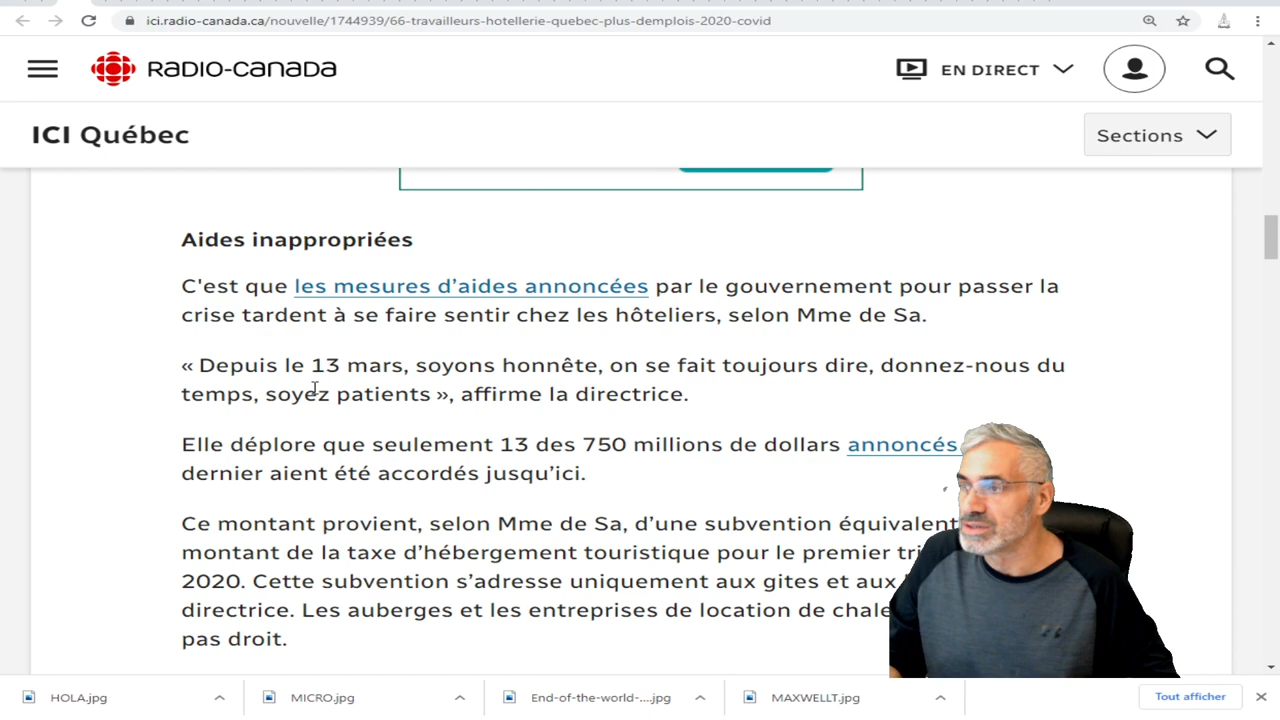 ici.radio-canada.ca/nouvelle/1744939/66-travailleurs-hotellerie-quebec-plus-demplois-2020-covid
RADIO-CANADA
EN DIRECT
ICI Québec
Sections
Aides inappropriées
C'est que les mesures d’aides annoncées par le gouvernement pour passer la
crise tardent à se faire sentir chez les hôteliers, selon Mme de Sa.
« Depuis le 13 mars, soyons honnête, on se fait toujours dire, donnez-nous du
temps, soyez patients », affirme la directrice.
Elle déplore que seulement 13 des 750 millions de dollars annoncés
dernier aient été accordés jusqu’ici.
Ce montant provient, selon Mme de Sa, d’une subvention équivalent
montant de la taxe d’hébergement touristique pour le premier
2020. Cette subvention s’adresse uniquement aux gites et aux
directrice. Les auberges et les entreprises de location de
pas droit.
HOLA.jpg
MICRO.jpg
End-of-the-world-....jpg
MAXWELLT.jpg
Tout afficher